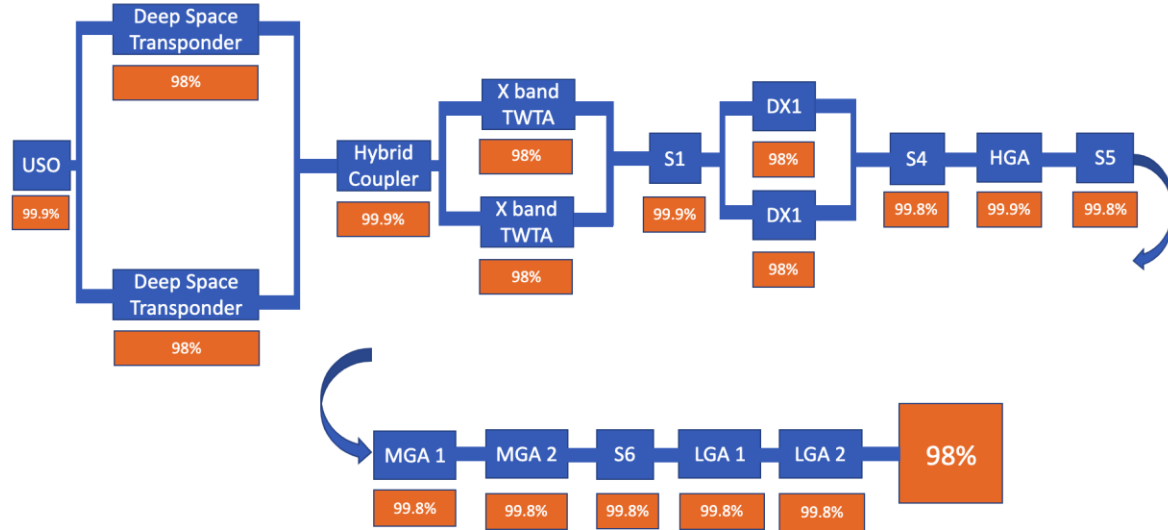 Deep Space
Transponder
98%
USO
99.9%
Deep Space
Transponder
98%
Hybrid
Coupler
99.9%
X band
TWTA
98%
X band
TWTA
98%
S1
99.9%
DX1
98%
DX1
98%
S4
99.8%
HGA
99.9%
S5
99.8%
MGA 1
99.8%
MGA 2
99.8%
S6
99.8%
LGA 1
99.8%
LGA 2
99.8%
98%